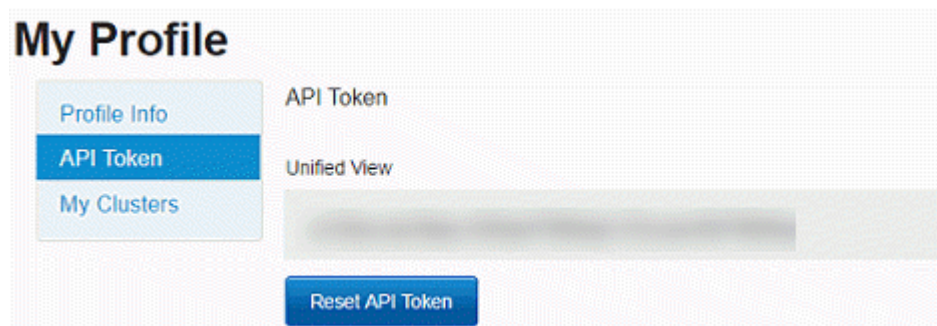 My Profile
Profile Info
API Token
My Clusters
API Token
Unified View
Reset API Token